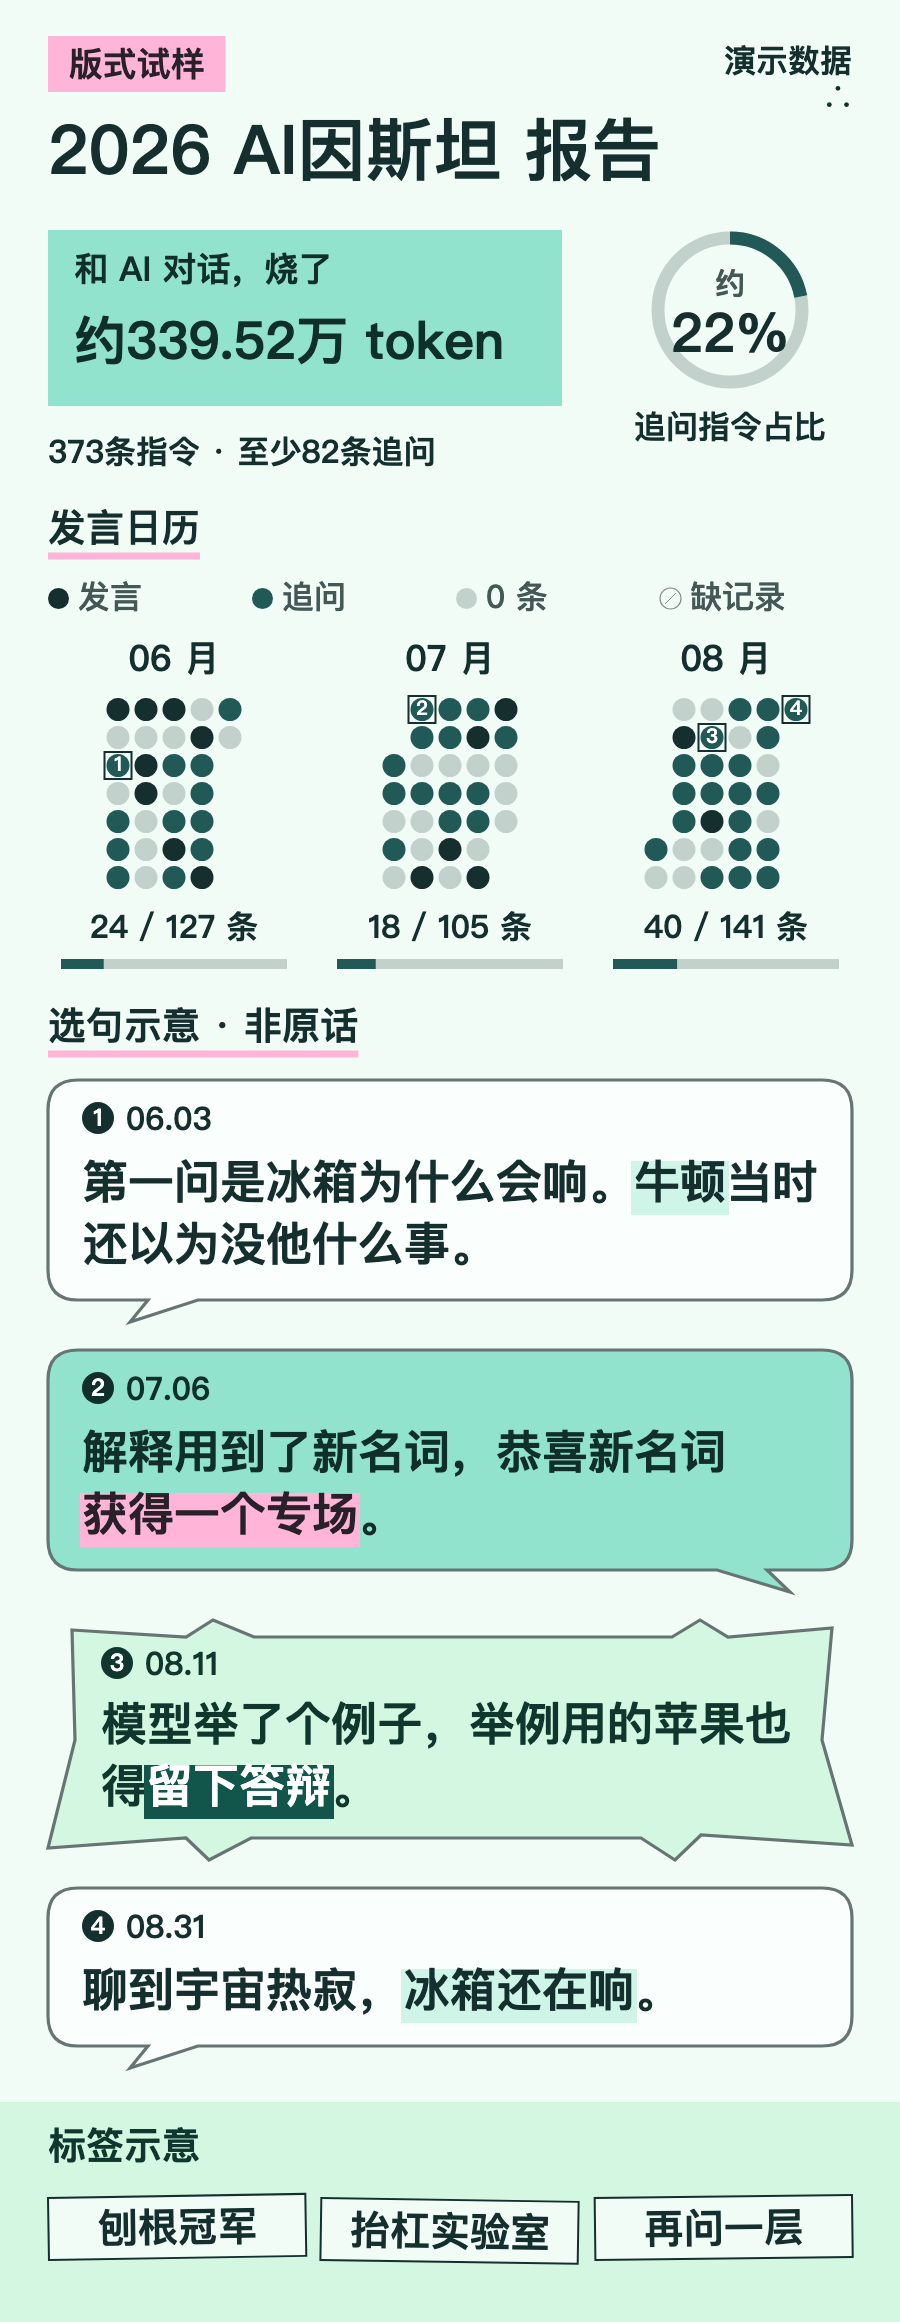 版式试样
演示数据
2026 AI因斯坦 报告
和 AI 对话，烧了
约339.52万 token
约
22%
追问指令占比
373条指令 · 至少82条追问
发言日历
发言
追问
0 条
缺记录
06 月
07 月
08 月
2
4
3
1
24 / 127 条
18 / 105 条
40 / 141 条
选句示意 · 非原话
1 06.03
第一问是冰箱为什么会响。牛顿当时
还以为没他什么事。
2 07.06
解释用到了新名词，恭喜新名词
获得一个专场。
3 08.11
模型举了个例子，举例用的苹果也
得留下答辩。
4 08.31
聊到宇宙热寂，冰箱还在响。
标签示意
刨根冠军
抬杠实验室
再问一层